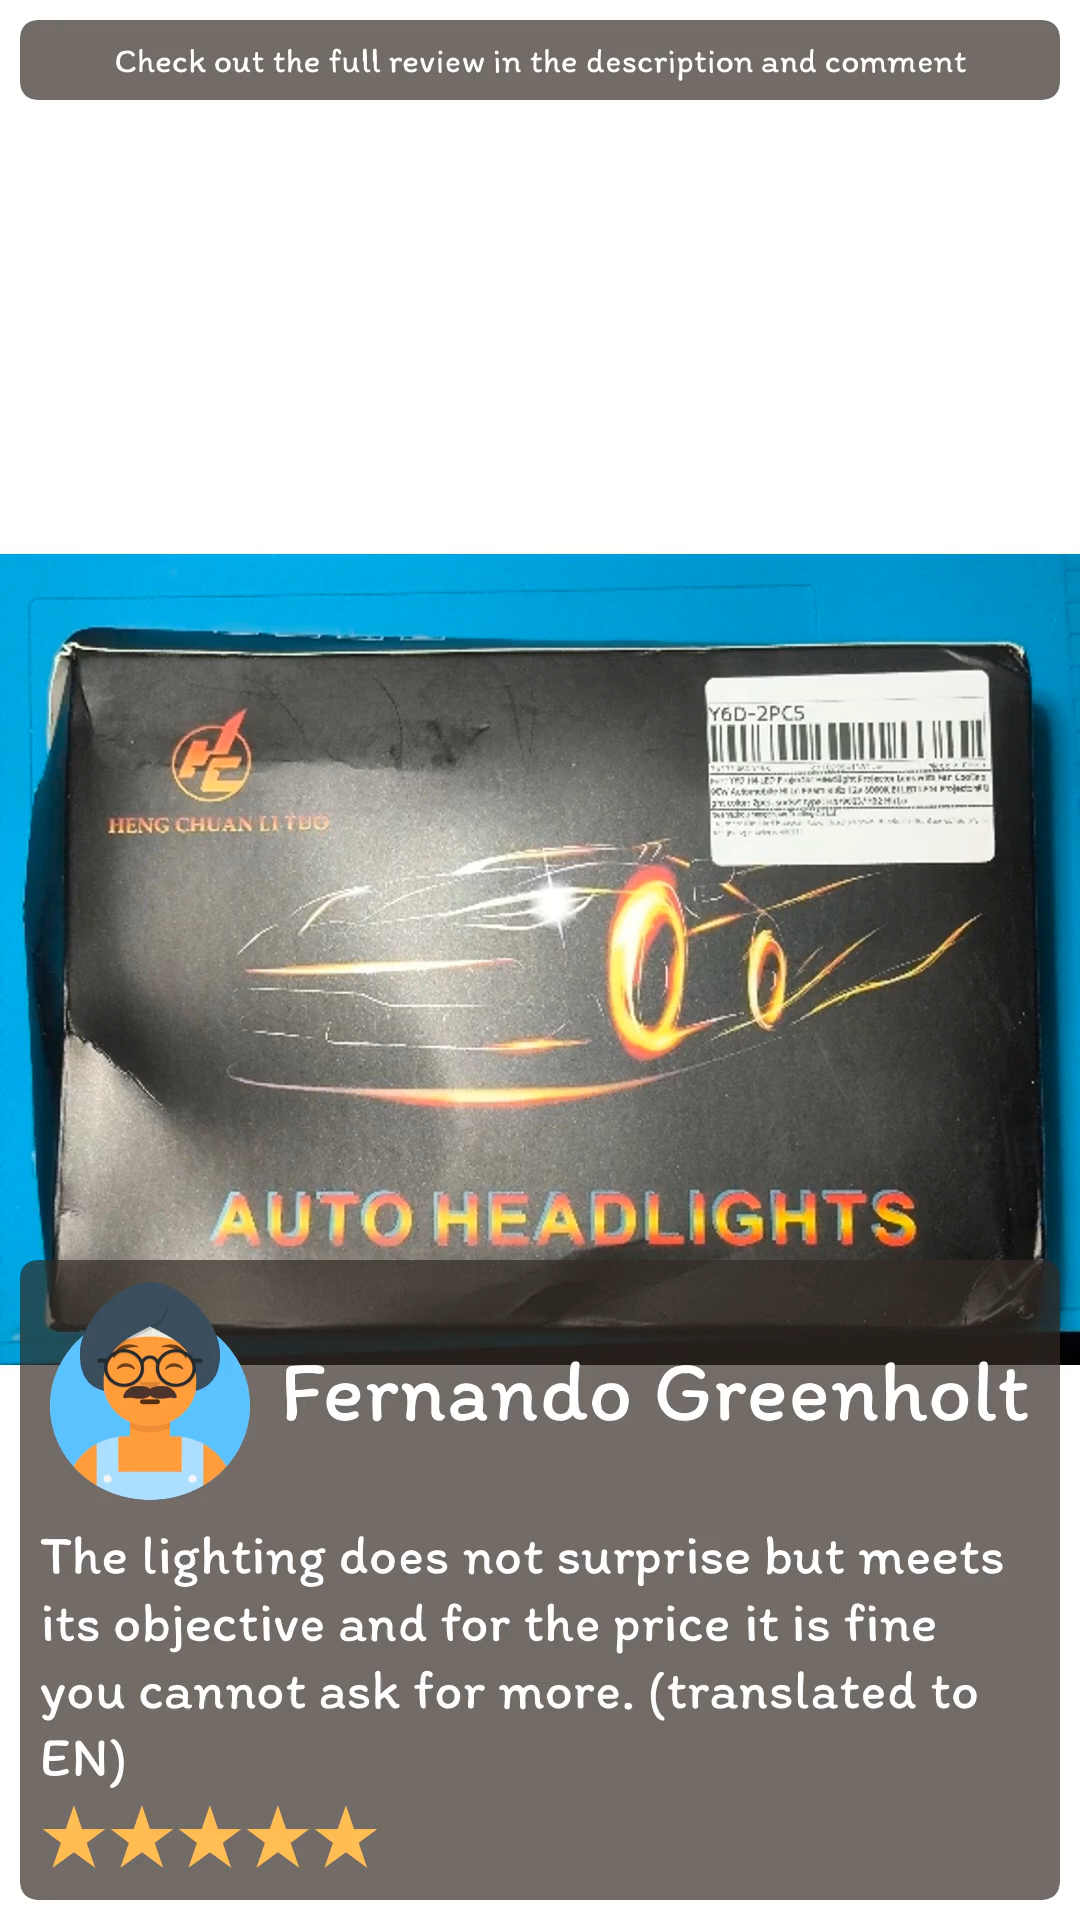 Check out the full review in the description and comment
Y6D-2PCS
HENG CHUAN LI TUO
AUTO HEADLIGHTS
Fernando Greenholt
The lighting does not surprise but meets
its objective and for the price it is fine
you cannot ask for more. (translated to
EN)